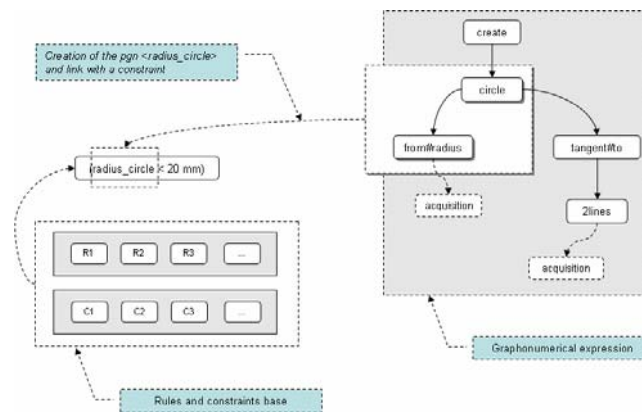 Creation of the pgn <radius_circle>
and link with a constraint
create
circle
from#radius
tangent#to
(radius_circle < 20 mm)
acquisition
2lines
R1 R2 R3 ...
acquisition
C1 C2 C3 ...
Graphonumerical expression
Rules and constraints base